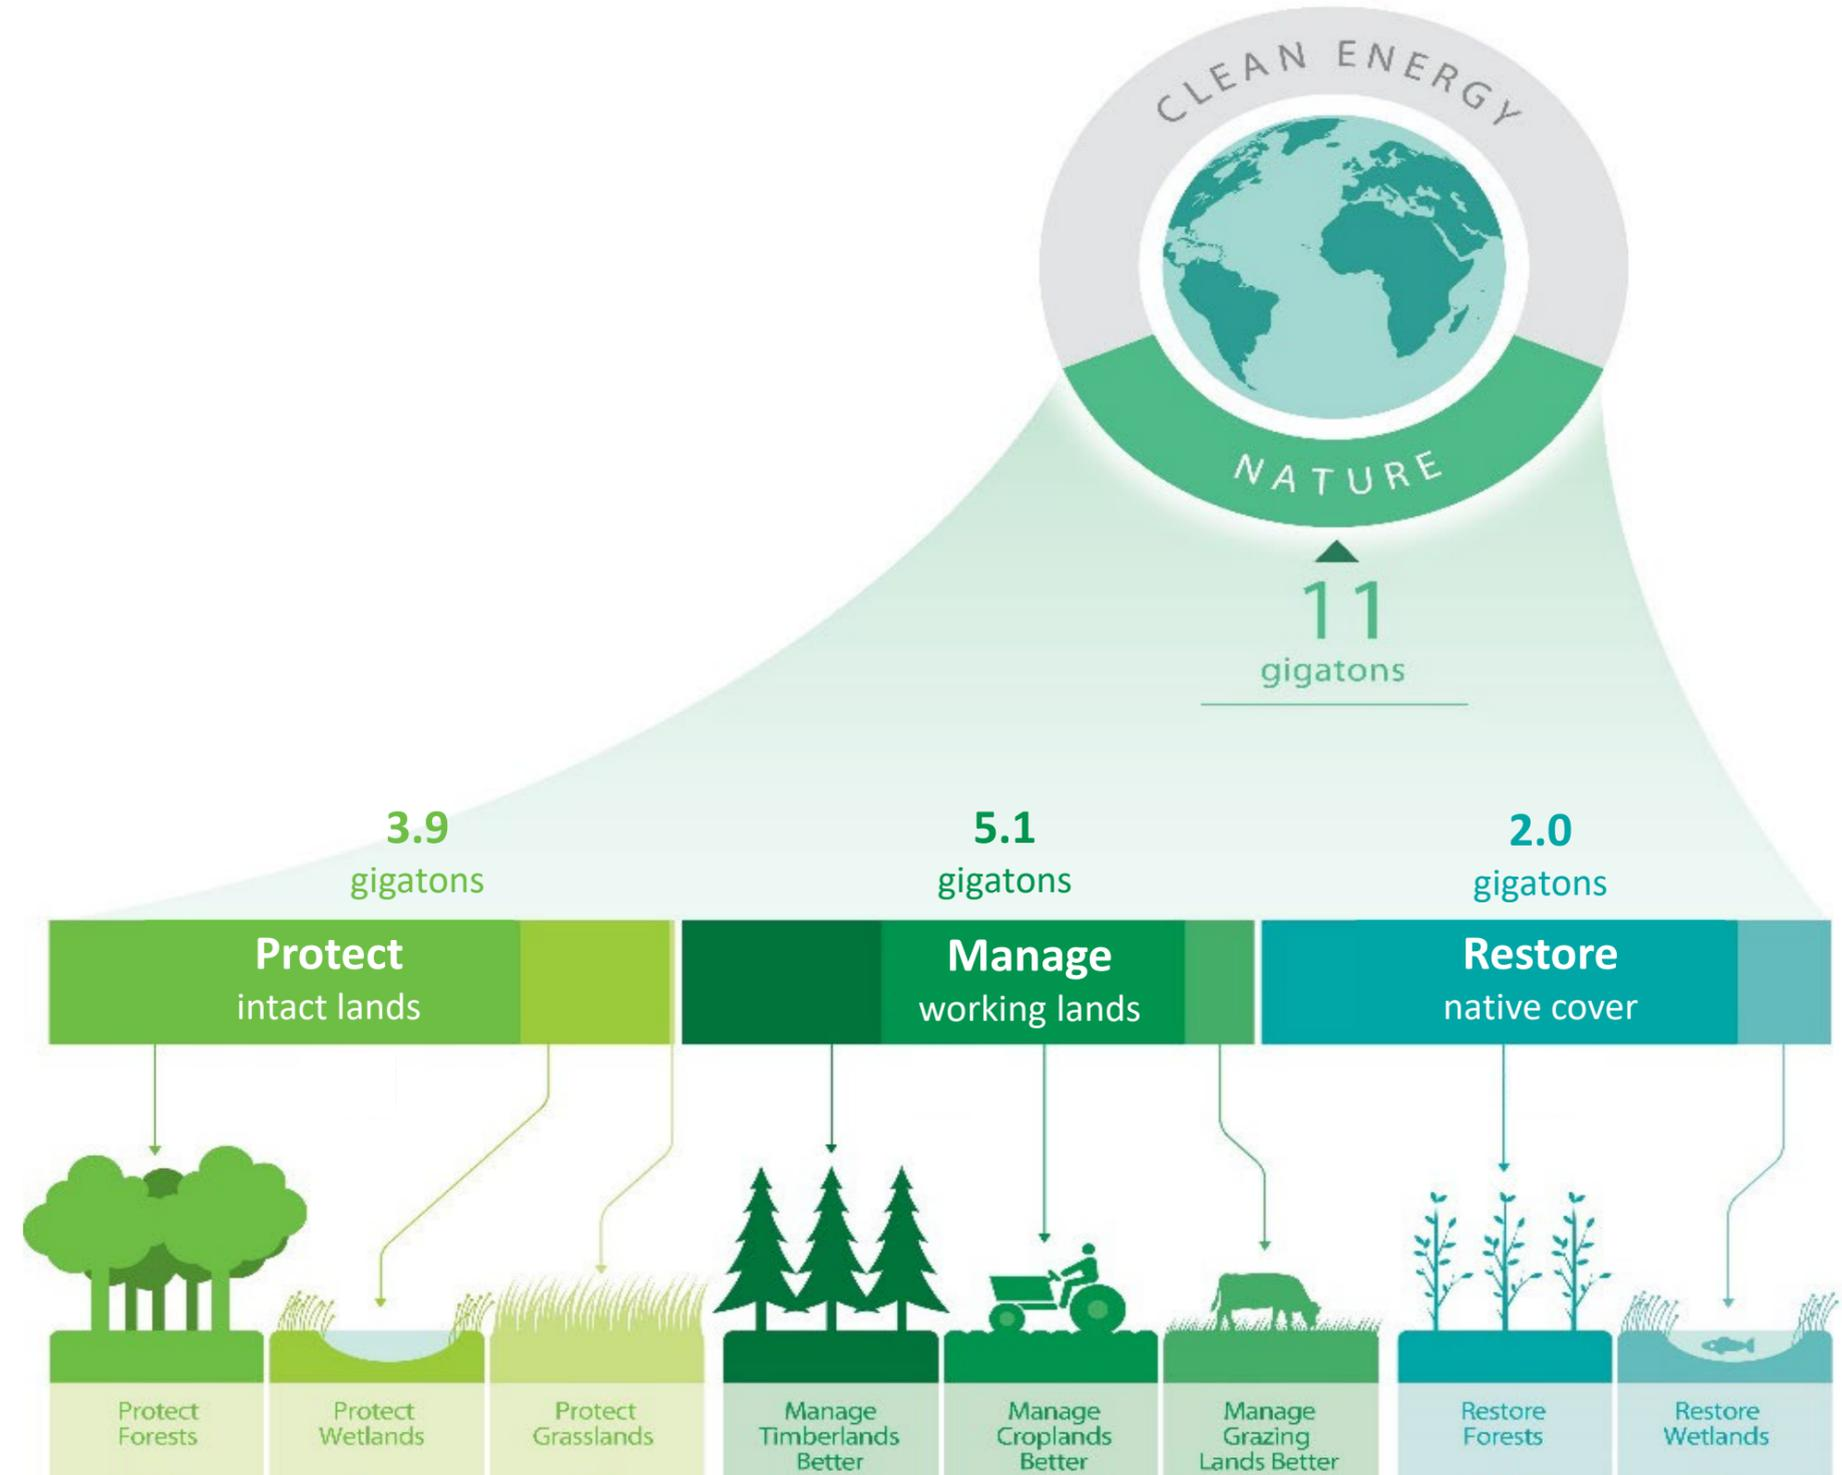 CLEAN ENERGY
NATURE
11
gigatons
3.9
gigatons
5.1
gigatons
2.0
gigatons
Protect
intact lands
Manage
working lands
Restore
native cover
Protect
Forests
Protect
Wetlands
Protect
Grasslands
Manage
Timberlands
Better
Manage
Croplands
Better
Manage
Grazing
Lands Better
Restore
Forests
Restore
Wetlands